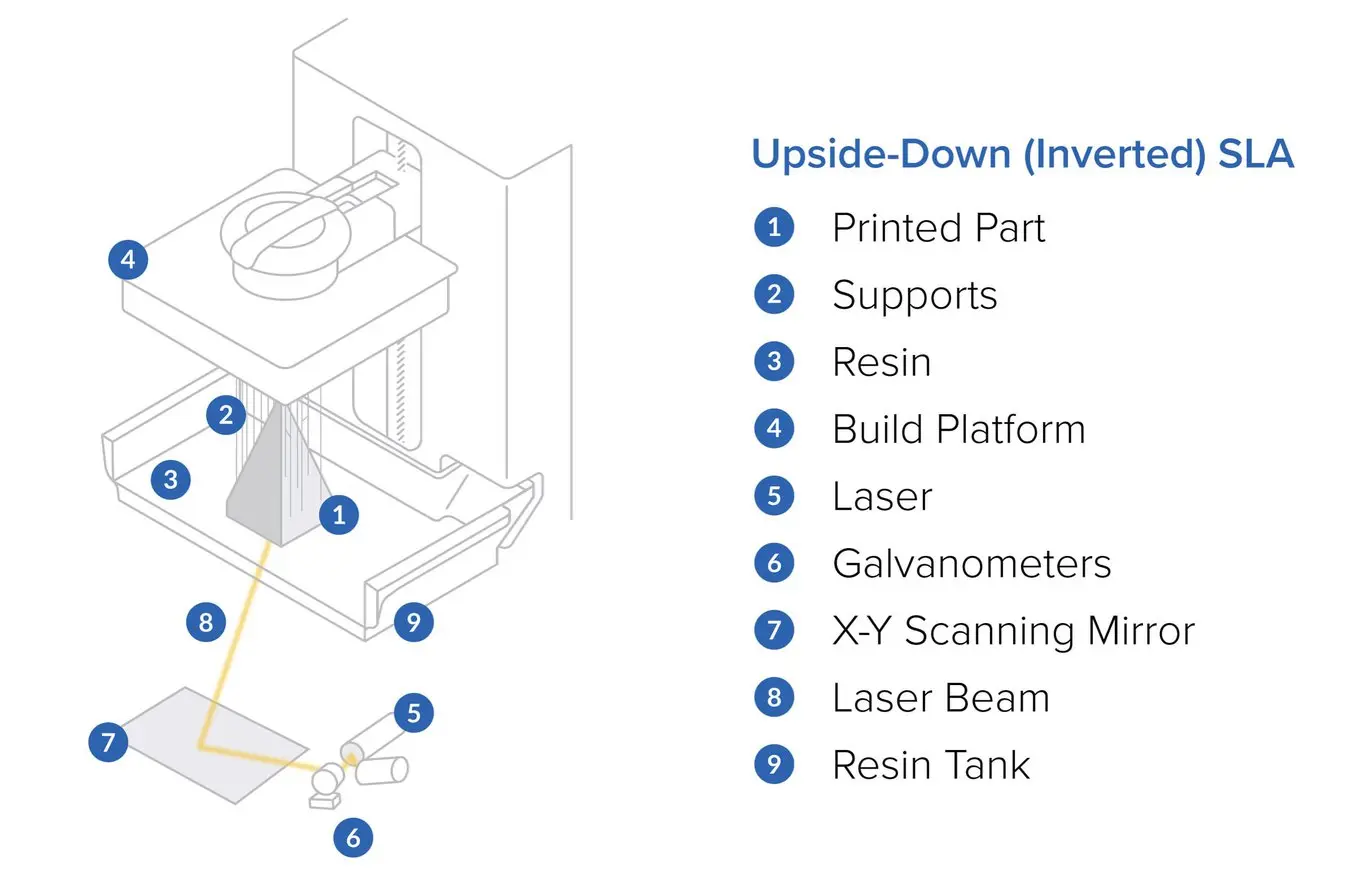 Upside-Down (Inverted) SLA
1 Printed Part
2 Supports
3 Resin
4 Build Platform
5 Laser
6 Galvanometers
7 X-Y Scanning Mirror
8 Laser Beam
9 Resin Tank
4
2
3
1
8
9
5
7
6